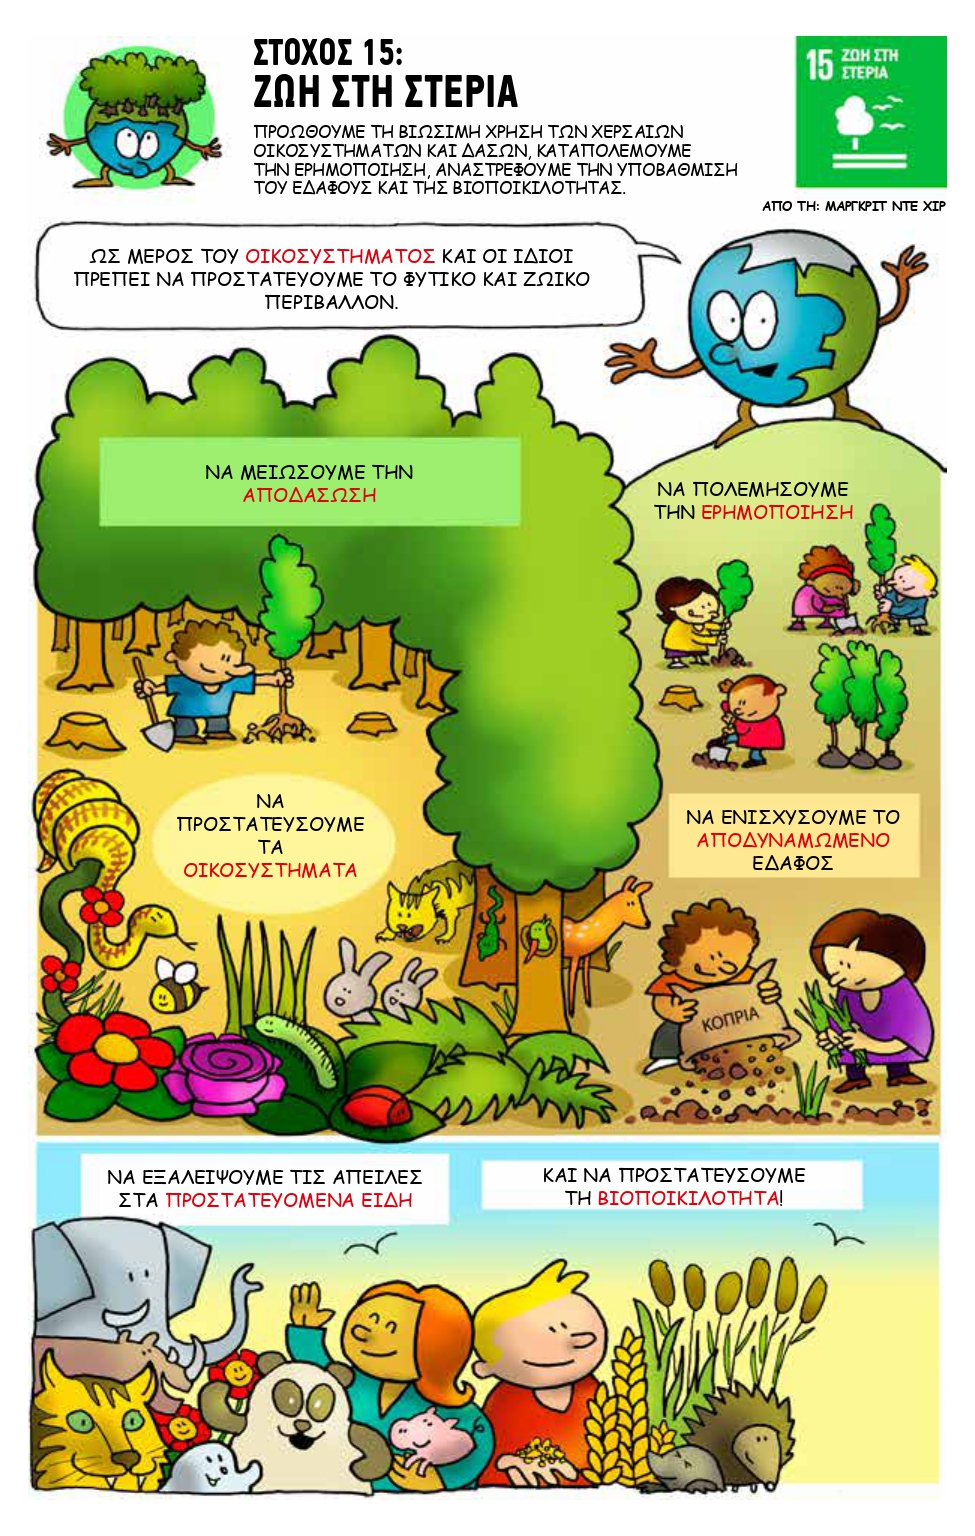 ΣΤΟΧΟΣ 15:
ΖΩΗ ΣΤΗ ΣΤΕΡΙΑ
ΠΡΟΩΘΟΥΜΕ ΤΗ ΒΙΩΣΙΜΗ ΧΡΗΣΗ ΤΩΝ ΧΕΡΣΑΙΩΝ
ΟΙΚΟΣΥΣΤΗΜΑΤΩΝ ΚΑΙ ΔΑΣΩΝ, ΚΑΤΑΠΟΛΕΜΟΥΜΕ
ΤΗΝ ΕΡΗΜΟΠΟΙΗΣΗ, ΑΝΑΣΤΡΕΦΟΥΜΕ ΤΗΝ ΥΠΟΒΑΘΜΙΣΗ
ΤΟΥ ΕΔΑΦΟΥΣ ΚΑΙ ΤΗΣ ΒΙΟΠΟΙΚΙΛΟΤΗΤΑΣ.
15 ΖΩΗ ΣΤΗ
ΣΤΕΡΙΑ
ΑΠΟ ΤΗ: ΜΑΡΓΚΡΙΤ ΝΤΕ ΧΙΡ
ΩΣ ΜΕΡΟΣ ΤΟΥ ΟΙΚΟΣΥΣΤΗΜΑΤΟΣ ΚΑΙ ΟΙ ΙΔΙΟΙ
ΠΡΕΠΕΙ ΝΑ ΠΡΟΣΤΑΤΕΥΟΥΜΕ ΤΟ ΦΥΤΙΚΟ ΚΑΙ ΖΩΙΚΟ
ΠΕΡΙΒΑΛΛΟΝ.
ΝΑ ΜΕΙΩΣΟΥΜΕ ΤΗΝ
ΑΠΟΔΑΣΩΣΗ
ΝΑ ΠΟΛΕΜΗΣΟΥΜΕ
ΤΗΝ ΕΡΗΜΟΠΟΙΗΣΗ
ΝΑ
ΠΡΟΣΤΑΤΕΥΣΟΥΜΕ
ΤΑ
ΟΙΚΟΣΥΣΤΗΜΑΤΑ
ΝΑ ΕΝΙΣΧΥΣΟΥΜΕ ΤΟ
ΑΠΟΔΥΝΑΜΩΜΕΝΟ
ΕΔΑΦΟΣ
ΚΟΠΡΙΑ
ΝΑ ΕΞΑΛΕΙΨΟΥΜΕ ΤΙΣ ΑΠΕΙΛΕΣ
ΣΤΑ ΠΡΟΣΤΑΤΕΥΟΜΕΝΑ ΕΙΔΗ
ΚΑΙ ΝΑ ΠΡΟΣΤΑΤΕΥΣΟΥΜΕ
ΤΗ ΒΙΟΠΟΙΚΙΛΟΤΗΤΑ!